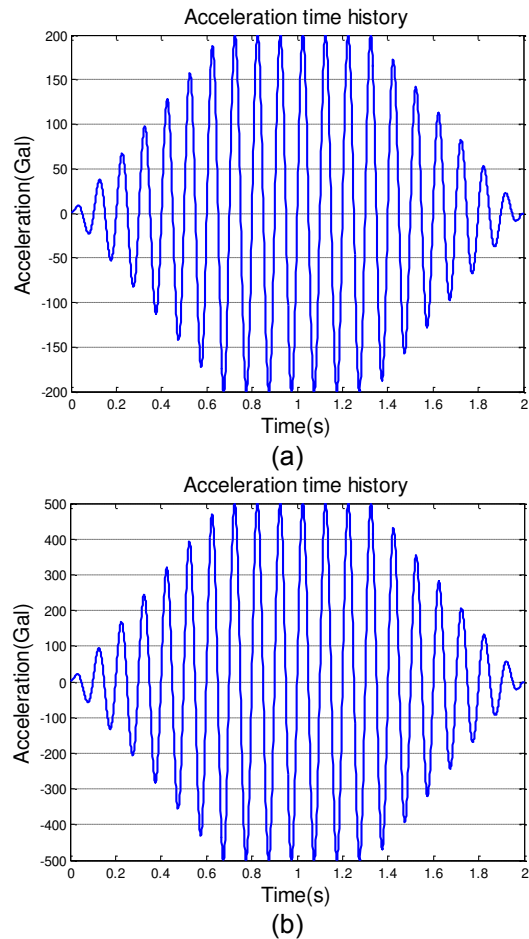 Acceleration time history
200
150
100
50
0
-50
-100
-150
-200
Acceleration(Gal)
0 0.2 0.4 0.6 0.8 1 1.2 1.4 1.6 1.8 2
Time(s)
(a)
Acceleration time history
500
400
300
200
100
0
-100
-200
-300
-400
-500
Acceleration(Gal)
0 0.2 0.4 0.6 0.8 1 1.2 1.4 1.6 1.8 2
Time(s)
(b)